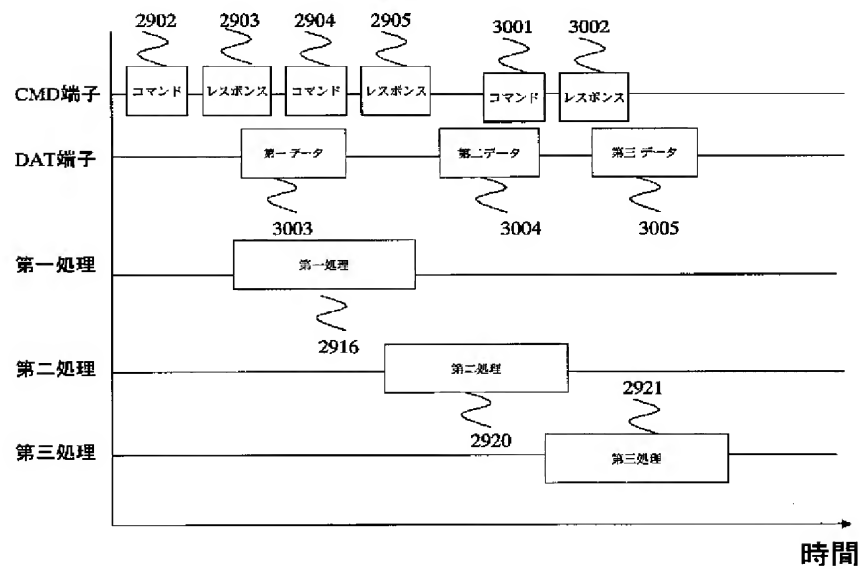 2902 2903 2904 2905 3001 3002
CMD端子 コマンド レスポンス コマンド レスポンス コマンド レスポンス
DAT端子 第一データ 第二データ 第三データ
3003 3004 3005
第一処理 第一処理
2916
第二処理 第二処理
2920 2921
第三処理 第三処理
時間